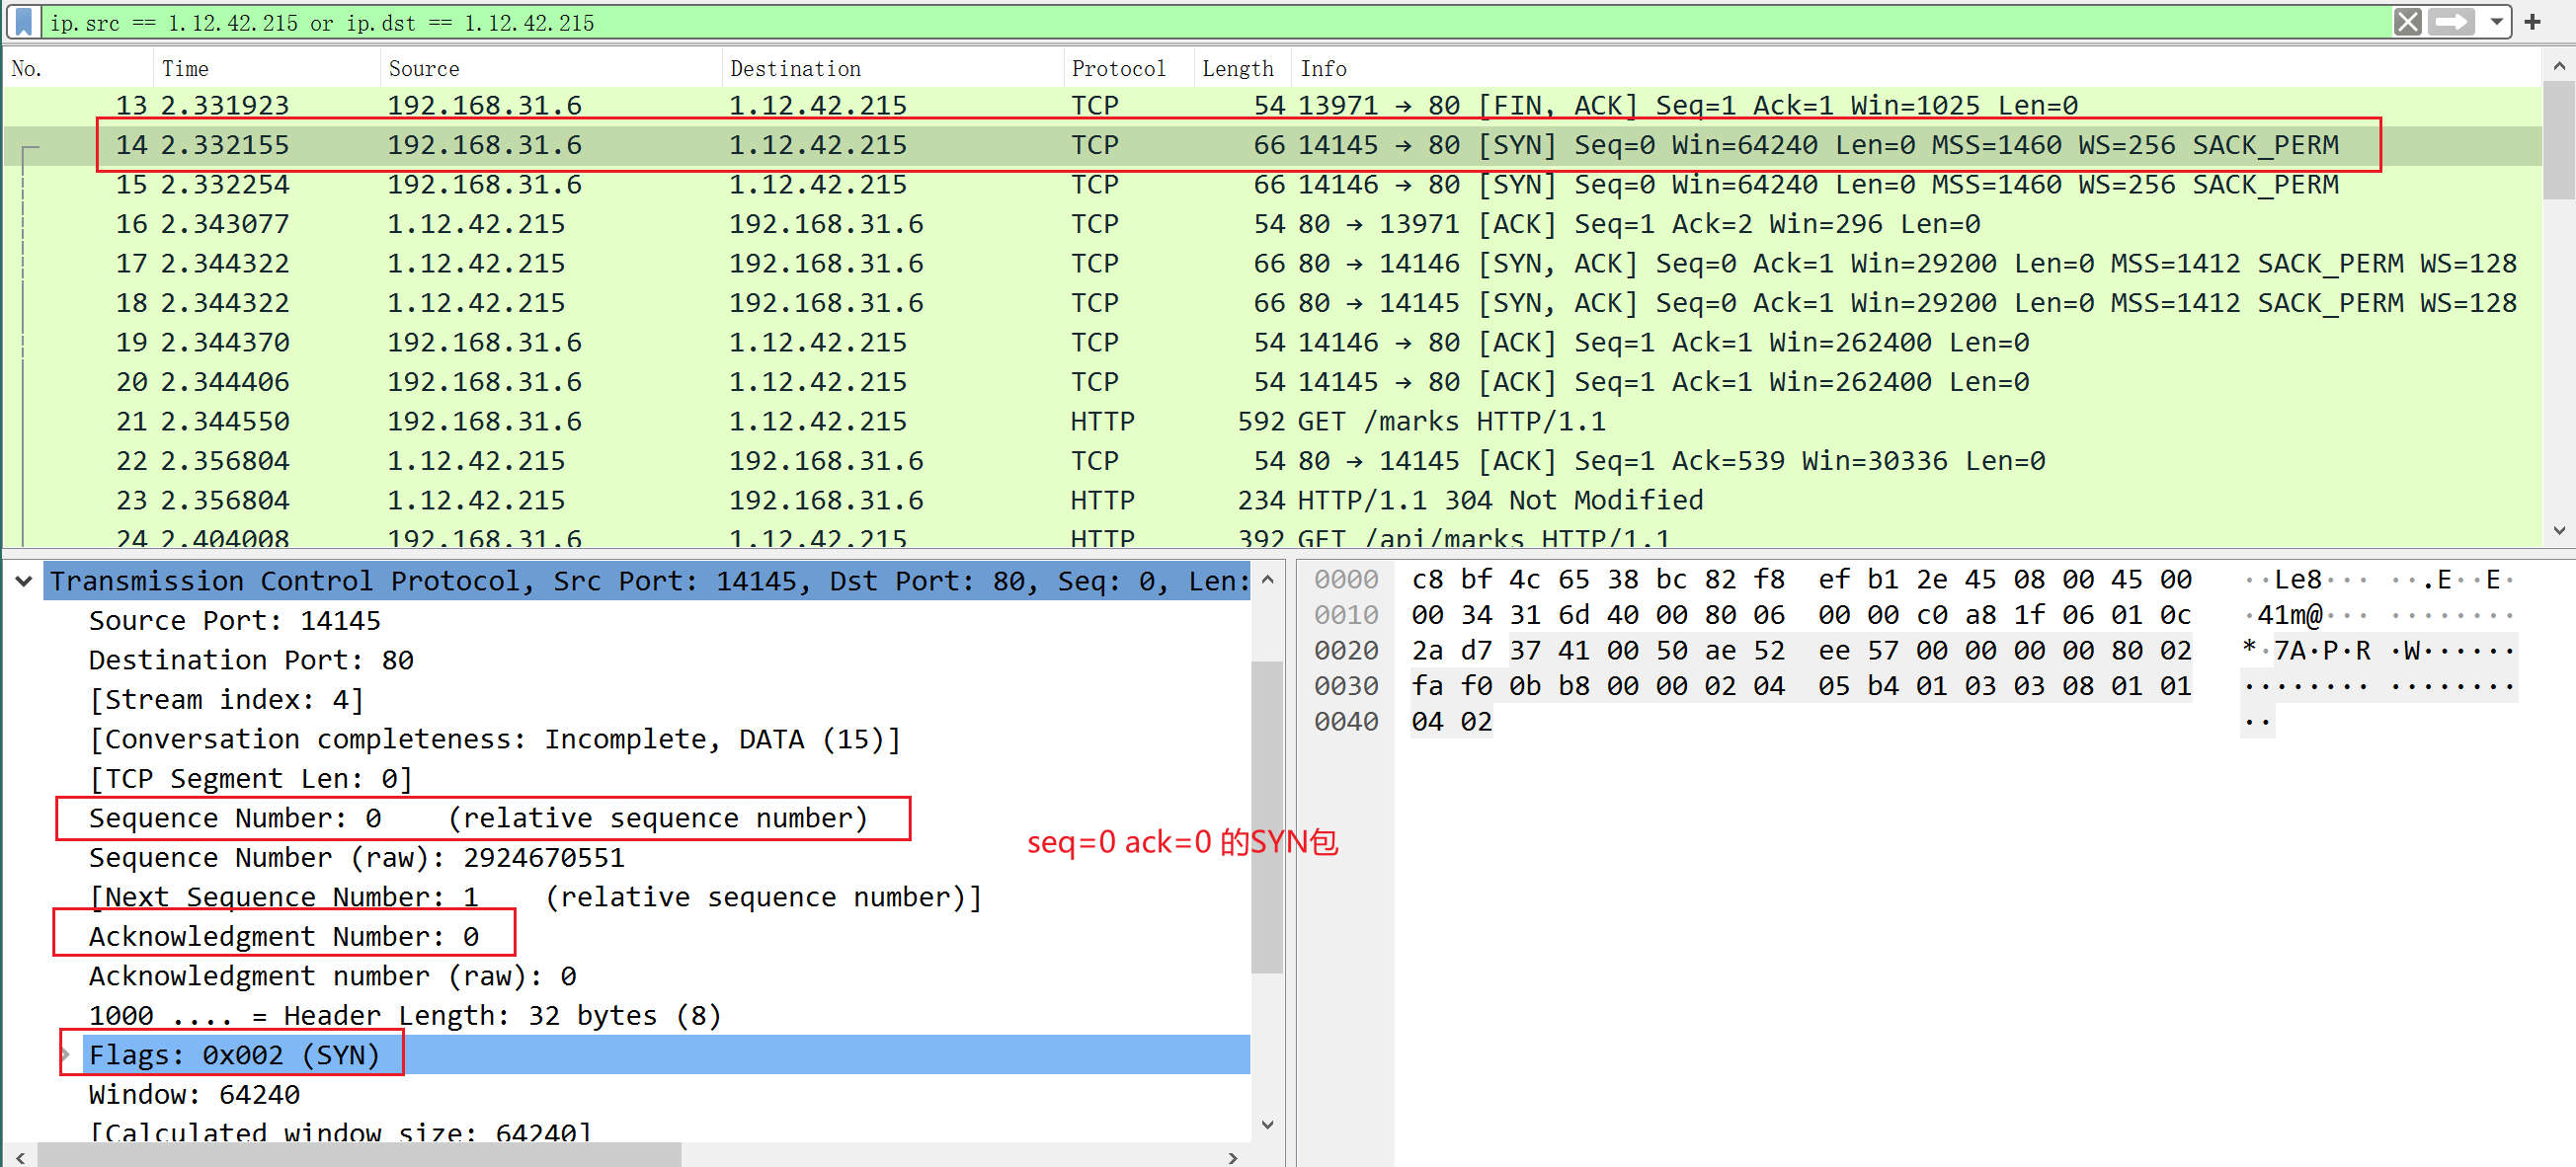 ip.src == 1.12.42.215 or ip.dst == 1.12.42.215
No. Time Source Destination Protocol Length Info
13 2.331923 192.168.31.6 1.12.42.215 TCP 54 13971 → 80 [FIN, ACK] Seq=1 Ack=1 Win=1025 Len=0
14 2.332155 192.168.31.6 1.12.42.215 TCP 66 14145 → 80 [SYN] Seq=0 Win=64240 Len=0 MSS=1460 WS=256 SACK_PERM
15 2.332254 192.168.31.6 1.12.42.215 TCP 66 14146 → 80 [SYN] Seq=0 Win=64240 Len=0 MSS=1460 WS=256 SACK_PERM
16 2.343077 1.12.42.215 192.168.31.6 TCP 54 80 → 13971 [ACK] Seq=1 Ack=2 Win=296 Len=0
17 2.344322 1.12.42.215 192.168.31.6 TCP 66 80 → 14146 [SYN, ACK] Seq=0 Ack=1 Win=29200 Len=0 MSS=1412 SACK_PERM WS=128
18 2.344322 1.12.42.215 192.168.31.6 TCP 66 80 → 14145 [SYN, ACK] Seq=0 Ack=1 Win=29200 Len=0 MSS=1412 SACK_PERM WS=128
19 2.344370 192.168.31.6 1.12.42.215 TCP 54 14146 → 80 [ACK] Seq=1 Ack=1 Win=262400 Len=0
20 2.344406 192.168.31.6 1.12.42.215 TCP 54 14145 → 80 [ACK] Seq=1 Ack=1 Win=262400 Len=0
21 2.344550 192.168.31.6 1.12.42.215 HTTP 592 GET /marks HTTP/1.1
22 2.356804 1.12.42.215 192.168.31.6 TCP 54 80 → 14145 [ACK] Seq=1 Ack=539 Win=30336 Len=0
23 2.356804 1.12.42.215 192.168.31.6 HTTP 234 HTTP/1.1 304 Not Modified
24 2.404008 192.168.31.6 1.12.42.215 HTTP 392 GET /api/marks HTTP/1.1
Transmission Control Protocol, Src Port: 14145, Dst Port: 80, Seq: 0, Len:
Source Port: 14145
Destination Port: 80
[Stream index: 4]
[Conversation completeness: Incomplete, DATA (15)]
[TCP Segment Len: 0]
Sequence Number: 0 (relative sequence number)
Sequence Number (raw): 2924670551
[Next Sequence Number: 1 (relative sequence number)]
Acknowledgment Number: 0
Acknowledgment number (raw): 0
1000 .... = Header Length: 32 bytes (8)
Flags: 0x002 (SYN)
Window: 64240
[Calculated window size: 64240]
seq=0 ack=0 的SYN包
0000 c8 bf 4c 65 38 bc 82 f8 ef b1 2e 45 08 00 45 00 ··Le8··· ···.E··E·
0010 00 34 31 6d 40 00 80 06 00 00 c0 a8 1f 06 01 0c ·41m@··· ········
0020 2a d7 37 41 00 50 ae 52 ee 57 00 00 00 00 80 02 *·7A·P·R ·W······
0030 fa f0 0b b8 00 00 02 04 05 b4 01 03 03 08 01 01 ········ ········
0040 04 02 ··